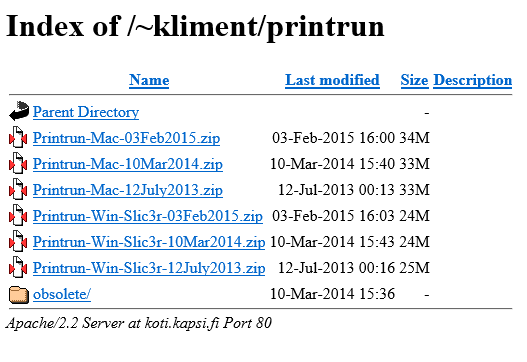 Index of /~kliment/printrun
Name Last modified Size Description
Parent Directory -
Printrun-Mac-03Feb2015.zip 03-Feb-2015 16:00 34M
Printrun-Mac-10Mar2014.zip 10-Mar-2014 15:40 33M
Printrun-Mac-12July2013.zip 12-Jul-2013 00:13 33M
Printrun-Win-Slic3r-03Feb2015.zip 03-Feb-2015 16:03 24M
Printrun-Win-Slic3r-10Mar2014.zip 10-Mar-2014 15:43 24M
Printrun-Win-Slic3r-12July2013.zip 12-Jul-2013 00:16 25M
obsolete/ 10-Mar-2014 15:36 -
Apache/2.2 Server at koti.kapsi.fi Port 80